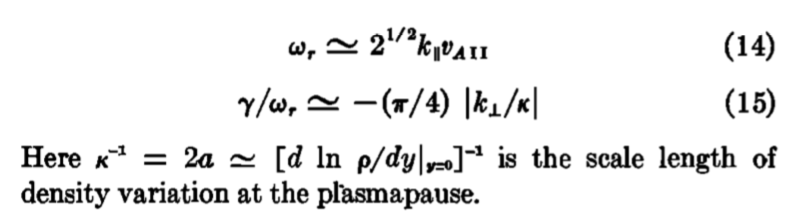 ω_r ≃ 2^{1/2} k_∥ v_{A II} (14)
γ/ω_r ≃ −(π/4) |k_⊥/κ| (15)
Here κ^{-1} = 2a ≃ [d ln ρ/dy|_{y=0}]^{-1} is the scale length of
density variation at the plasmapause.